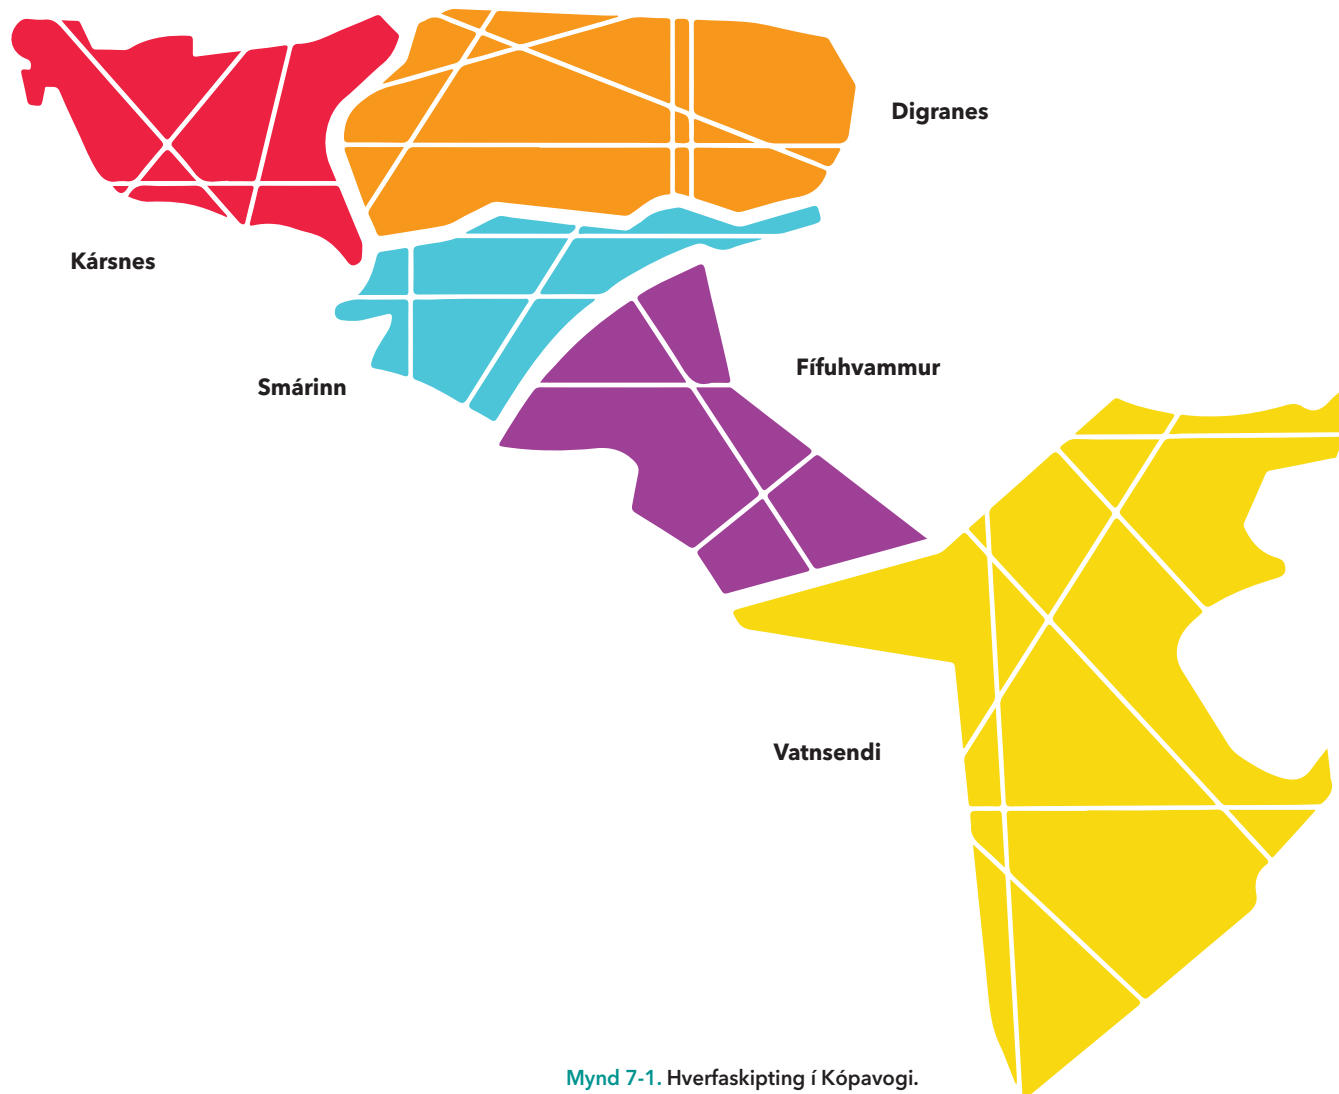 Digranes
Kársnes
Fífuhvammur
Smárinn
Vatnsendi
Mynd 7-1. Hverfaskipting í Kópavogi.